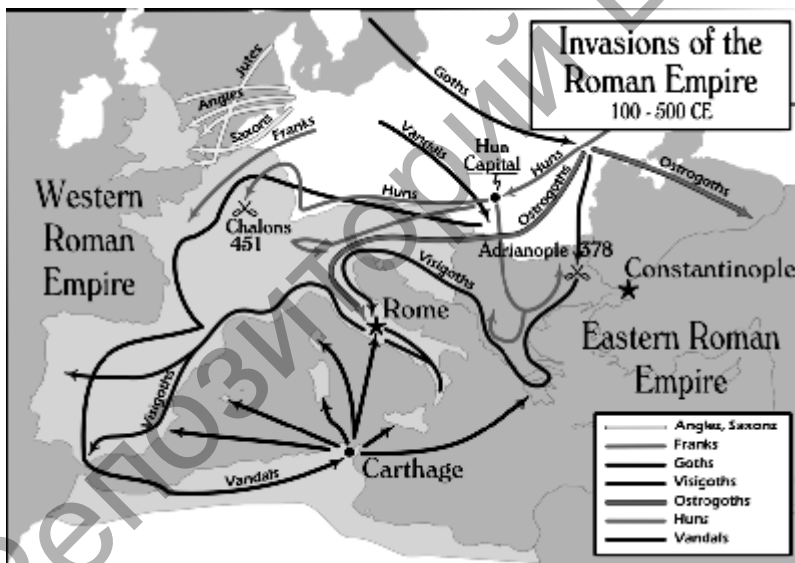 Invasions of the
Roman Empire
100 - 500 CE
Jutes
Angles
Saxons
Franks
Goths
Vandals
Hun
Capital
Huns
Ostrogoths
Ostrogoths
Huns
Western
Roman
Empire
Chalons
451
Adrianople 378
Visigoths
Constantinople
Rome
Eastern Roman
Empire
Visigoths
Carthage
Vandals
Angles, Saxons
Franks
Goths
Visigoths
Ostrogoths
Huns
Vandals
Репозиторий